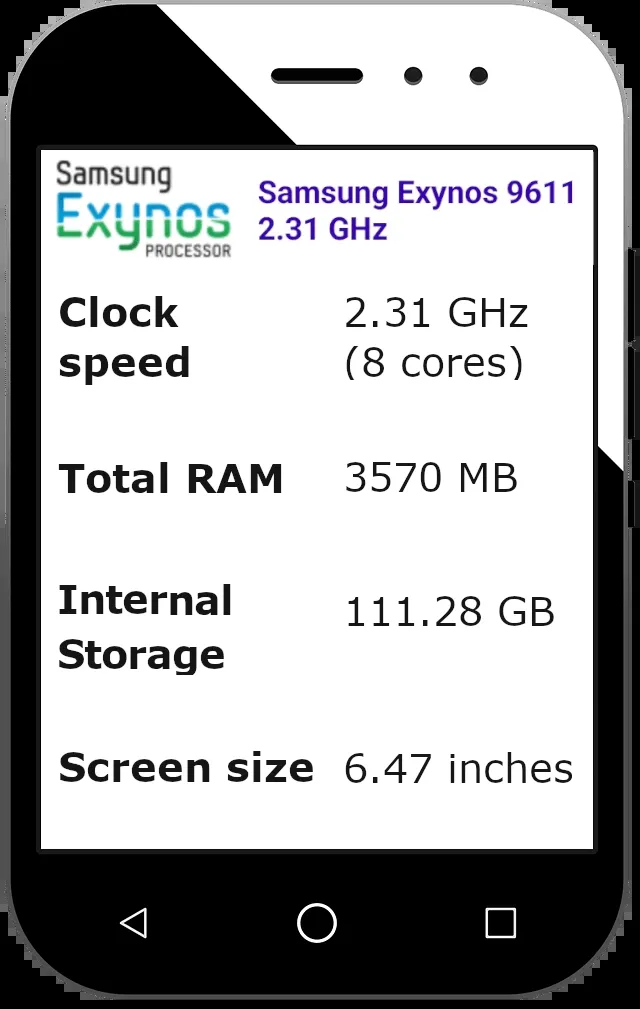 Samsung
Exynos
PROCESSOR
Samsung Exynos 9611
2.31 GHz
Clock
speed
2.31 GHz
(8 cores)
Total RAM
3570 MB
Internal
Storage
111.28 GB
Screen size
6.47 inches